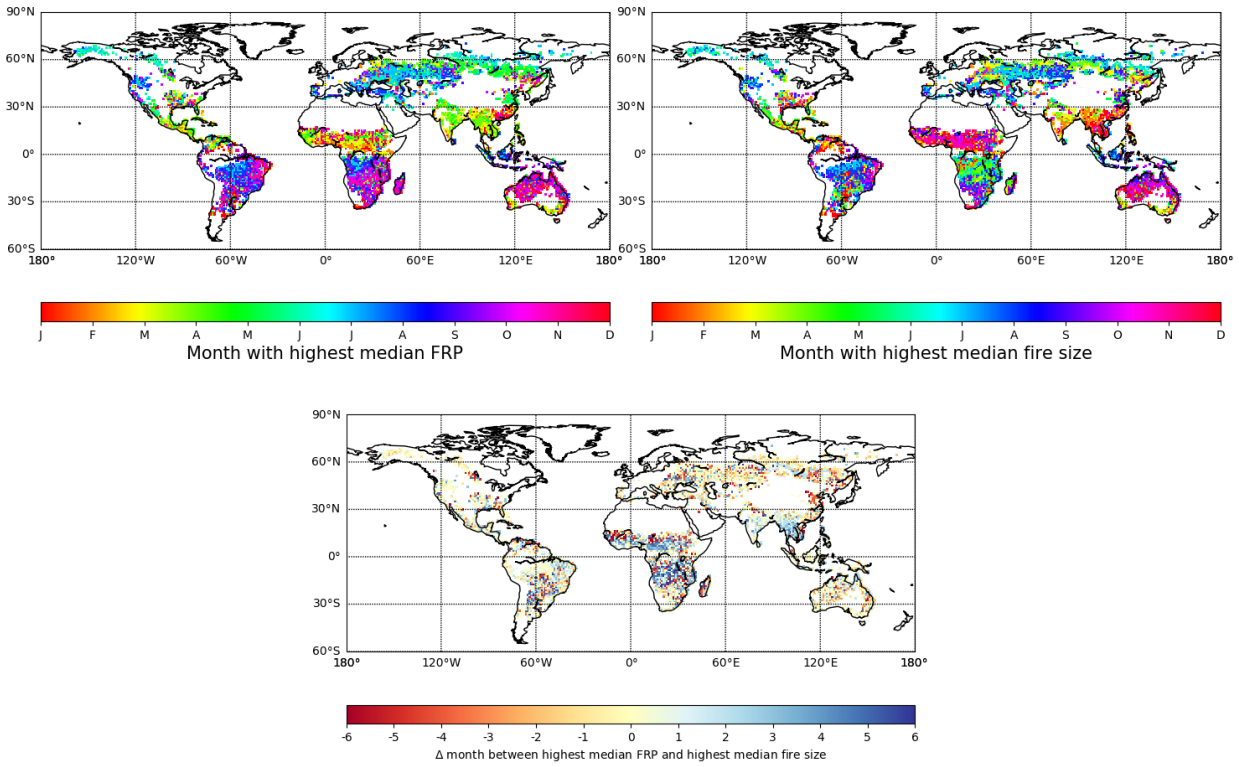 90°N 90°N
60°N 60°N
30°N 30°N
0° 0°
30°S 30°S
60°S 60°S
180° 120°W 60°W 0° 60°E 120°E 180° 180° 120°W 60°W 0° 60°E 120°E 180°
J F M A M J J A S O N D J F M A M J J A S O N D
Month with highest median FRP Month with highest median fire size
90°N
60°N
30°N
0°
30°S
60°S
180° 120°W 60°W 0° 60°E 120°E 180°
-6 -5 -4 -3 -2 -1 0 1 2 3 4 5 6
Δ month between highest median FRP and highest median fire size